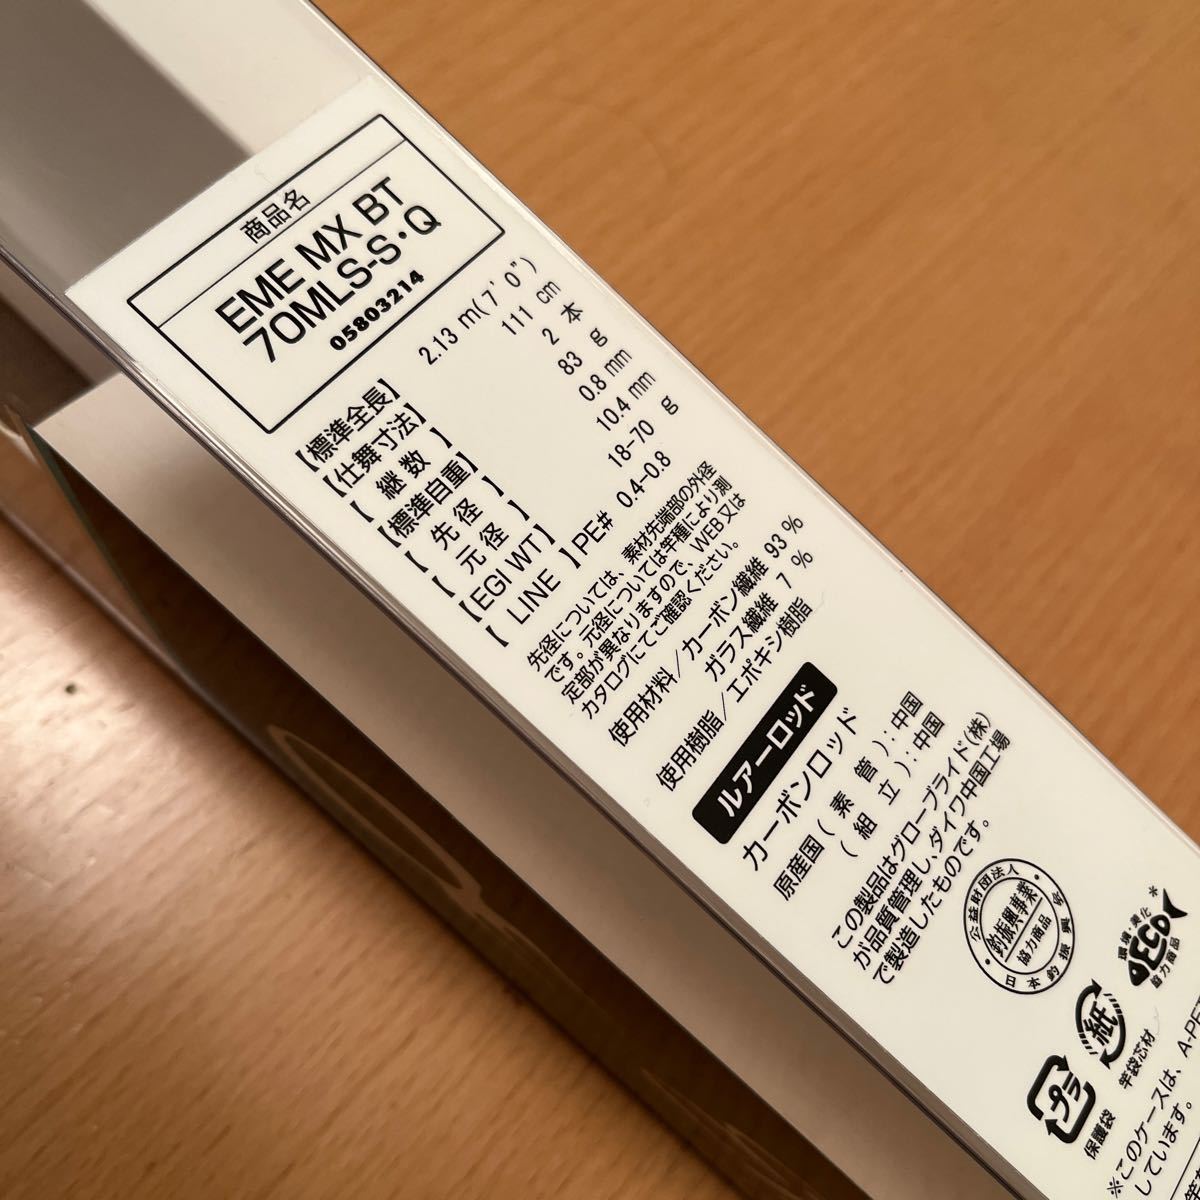 商品名
EME MX BT
70MLS-S・Q
05803214
【標準全長】 2.13 m(7' 0")
【仕舞寸法】 111 cm
【 継数 】 2 本
【標準自重】 83 g
【 先径 】 0.8 mm
【 元径 】 10.4 mm
【EGI WT】 18-70 g
【 LINE 】PE# 0.4-0.8
先径については、素材先端部の外径
です。元径については竿種により測
定部が異なりますので、WEB又は
カタログにてご確認ください。
使用材料/カーボン繊維 93 %
ガラス繊維 7 %
使用樹脂/エポキシ樹脂
ルアーロッド
カーボンロッド
原産国(素管):中国
(組立):中国
この製品はグローブライド(株)
が品質管理し、ダイワ中国工場
で製造したものです。
公益財団法人
釣振興事業
協力商品
日本釣振興会
環境・美化
ECO
協力商品
※
紙
竿袋芯材
プラ
保護袋
※このケースは、A-PET
しています。